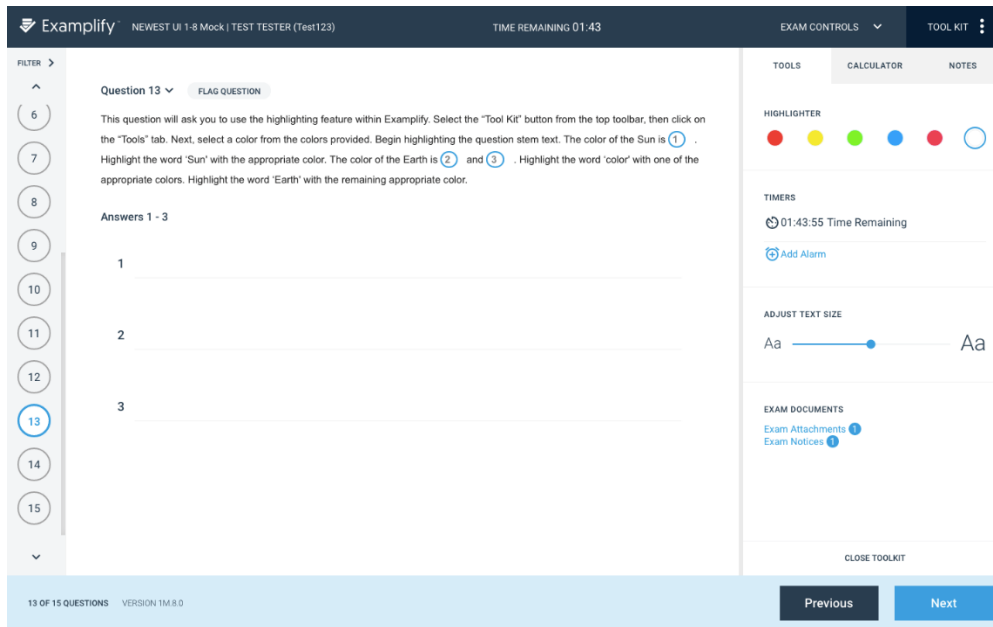 Examplify NEWEST UI 1-8 Mock | TEST TESTER (Test123) TIME REMAINING 01:43 EXAM CONTROLS TOOL KIT
FILTER
6
7
8
9
10
11
12
13
14
15
Question 13 FLAG QUESTION
This question will ask you to use the highlighting feature within Examplify. Select the “Tool Kit” button from the top toolbar, then click on
the “Tools” tab. Next, select a color from the colors provided. Begin highlighting the question stem text. The color of the Sun is 1 .
Highlight the word ‘Sun’ with the appropriate color. The color of the Earth is 2 and 3 . Highlight the word ‘color’ with one of the
appropriate colors. Highlight the word ‘Earth’ with the remaining appropriate color.
Answers 1 - 3
1
2
3
TOOLS CALCULATOR NOTES
HIGHLIGHTER
TIMERS
01:43:55 Time Remaining
Add Alarm
ADJUST TEXT SIZE
Aa Aa
EXAM DOCUMENTS
Exam Attachments 1
Exam Notices 1
CLOSE TOOLKIT
13 OF 15 QUESTIONS VERSION 1M.8.0 Previous Next